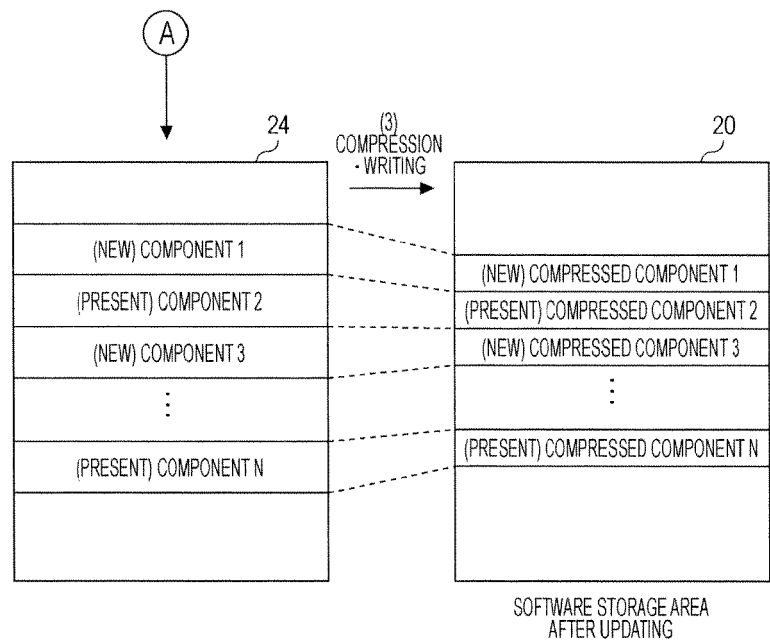 A
24
(3)
COMPRESSION
· WRITING
20
(NEW) COMPONENT 1
(PRESENT) COMPONENT 2
(NEW) COMPONENT 3
⋮
(PRESENT) COMPONENT N
(NEW) COMPRESSED COMPONENT 1
(PRESENT) COMPRESSED COMPONENT 2
(NEW) COMPRESSED COMPONENT 3
⋮
(PRESENT) COMPRESSED COMPONENT N
SOFTWARE STORAGE AREA
AFTER UPDATING